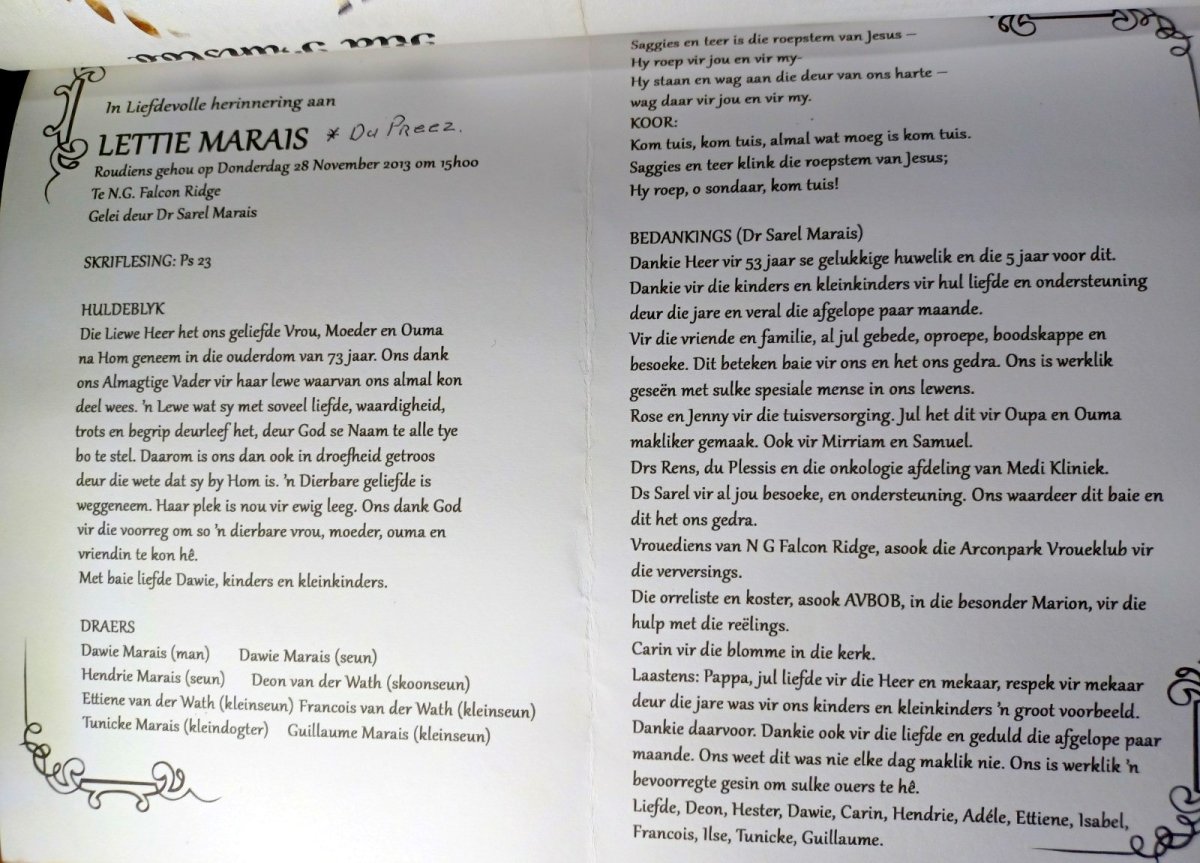 In Liefdevolle herinnering aan
LETTIE MARAIS * Du Preez.
Roudiens gehou op Donderdag 28 November 2013 om 15h00
Te N.G. Falcon Ridge
Gelei deur Dr Sarel Marais
SKRIFLESING: Ps 23
HULDEBLYK
Die Liewe Heer het ons geliefde Vrou, Moeder en Ouma
na Hom geneem in die ouderdom van 73 jaar. Ons dank
ons Almagtige Vader vir haar lewe waarvan ons almal kon
deel wees. 'n Lewe wat sy met soveel liefde, waardigheid,
trots en begrip deurleef het, deur God se Naam te alle tye
bo te stel. Daarom is ons dan ook in droefheid getroos
deur die wete dat sy by Hom is. 'n Dierbare geliefde is
weggeneem. Haar plek is nou vir ewig leeg. Ons dank God
vir die voorreg om so 'n dierbare vrou, moeder, ouma en
vriendin te kon hê.
Met baie liefde Dawie, kinders en kleinkinders.
DRAERS
Dawie Marais (man) Dawie Marais (seun)
Hendrie Marais (seun) Deon van der Wath (skoonseun)
Ettiene van der Wath (kleinseun) Francois van der Wath (kleinseun)
Tunicke Marais (kleindogter) Guillaume Marais (kleinseun)
Saggies en teer is die roepstem van Jesus –
Hy roep vir jou en vir my-
Hy staan en wag aan die deur van ons harte –
wag daar vir jou en vir my.
KOOR:
Kom tuis, kom tuis, almal wat moeg is kom tuis.
Saggies en teer klink die roepstem van Jesus;
Hy roep, o sondaar, kom tuis!
BEDANKINGS (Dr Sarel Marais)
Dankie Heer vir 53 jaar se gelukkige huwelik en die 5 jaar voor dit.
Dankie vir die kinders en kleinkinders vir hul liefde en ondersteuning
deur die jare en veral die afgelope paar maande.
Vir die vriende en familie, al jul gebede, oproepe, boodskappe en
besoeke. Dit beteken baie vir ons en het ons gedra. Ons is werklik
geseën met sulke spesiale mense in ons lewens.
Rose en Jenny vir die tuisversorging. Jul het dit vir Oupa en Ouma
makliker gemaak. Ook vir Mirriam en Samuel.
Drs Rens, du Plessis en die onkologie afdeling van Medi Kliniek.
Ds Sarel vir al jou besoeke, en ondersteuning. Ons waardeer dit baie en
dit het ons gedra.
Vrouediens van N G Falcon Ridge, asook die Arconpark Vroueklub vir
die verversings.
Die orreliste en koster, asook AVBOB, in die besonder Marion, vir die
hulp met die reëlings.
Carin vir die blomme in die kerk.
Laastens: Pappa, jul liefde vir die Heer en mekaar, respek vir mekaar
deur die jare was vir ons kinders en kleinkinders 'n groot voorbeeld.
Dankie daarvoor. Dankie ook vir die liefde en geduld die afgelope paar
maande. Ons weet dit was nie elke dag maklik nie. Ons is werklik 'n
bevoorregte gesin om sulke ouers te hê.
Liefde, Deon, Hester, Dawie, Carin, Hendrie, Adéle, Ettiene, Isabel,
Francois, Ilse, Tunicke, Guillaume.